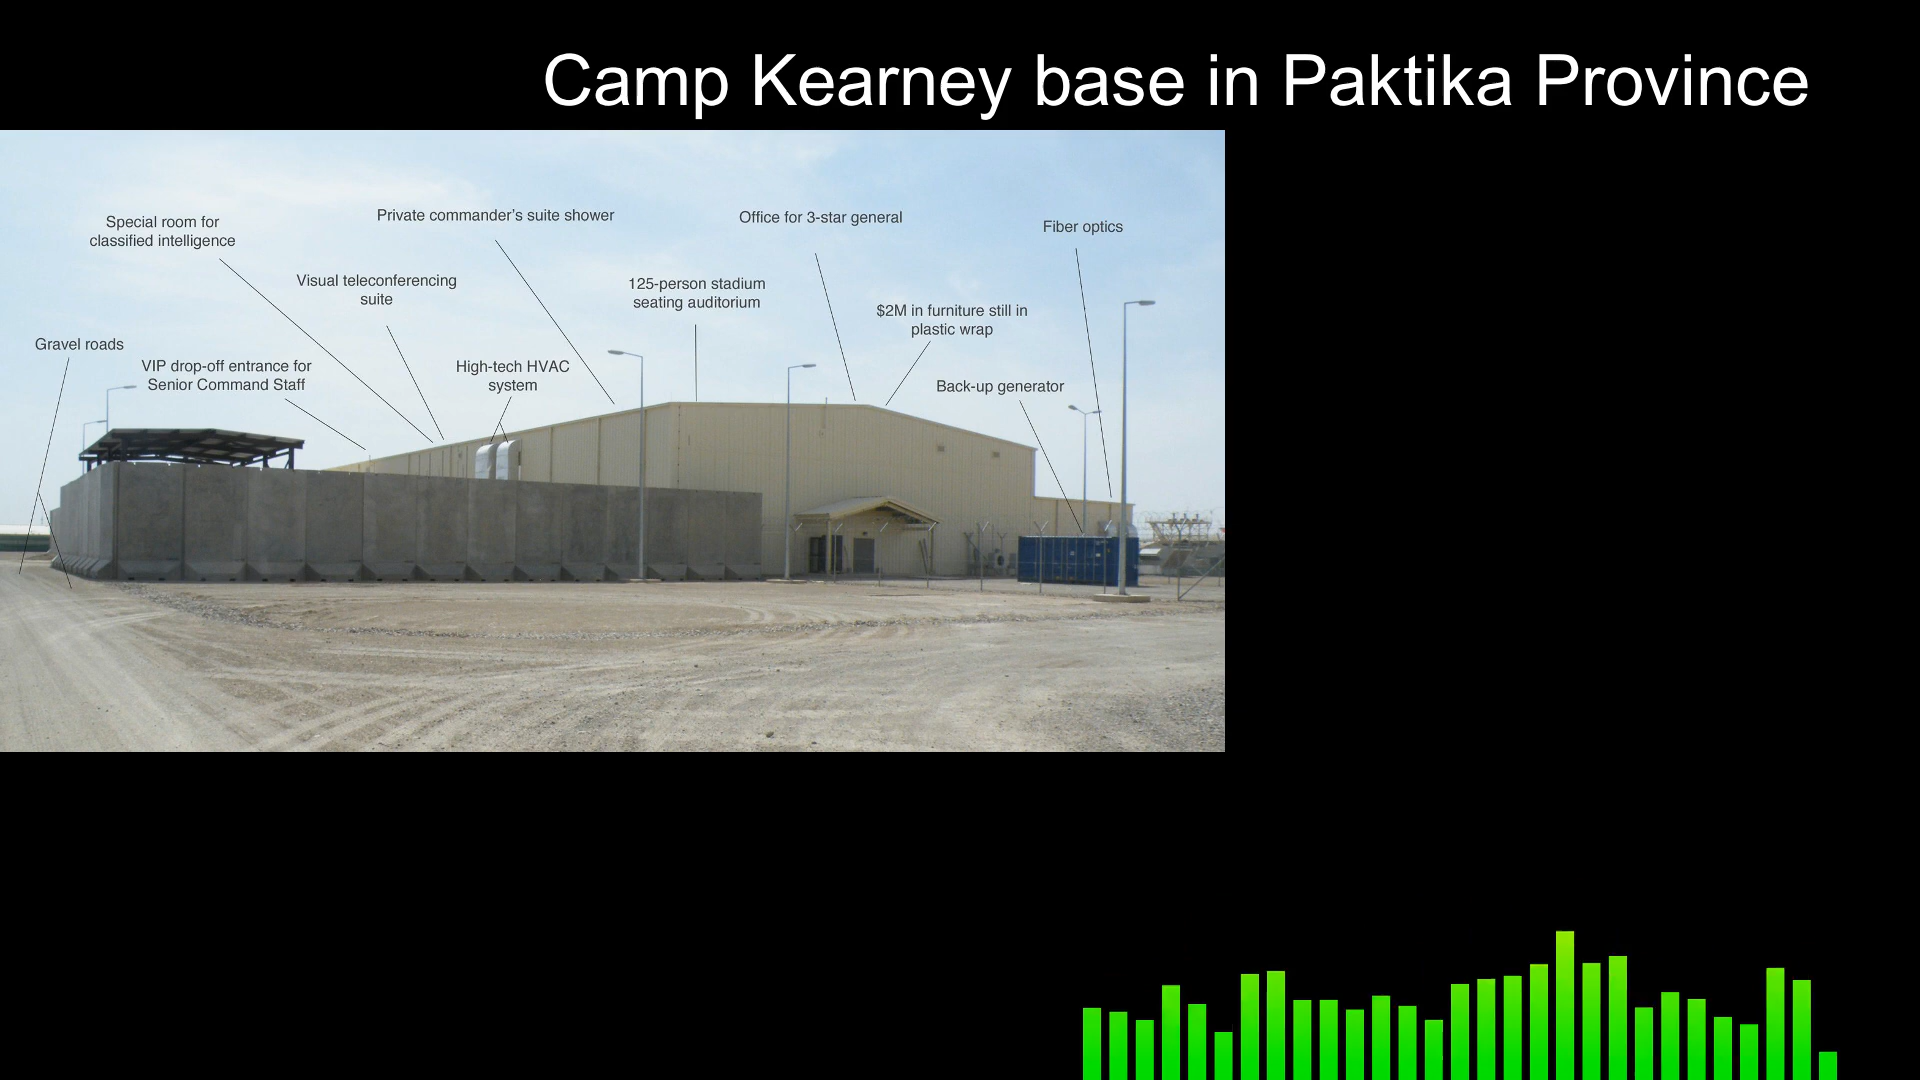 Camp Kearney base in Paktika Province
Special room for
classified intelligence
Private commander's suite shower
Office for 3-star general
Fiber optics
Visual teleconferencing
suite
125-person stadium
seating auditorium
$2M in furniture still in
plastic wrap
Gravel roads
VIP drop-off entrance for
Senior Command Staff
High-tech HVAC
system
Back-up generator